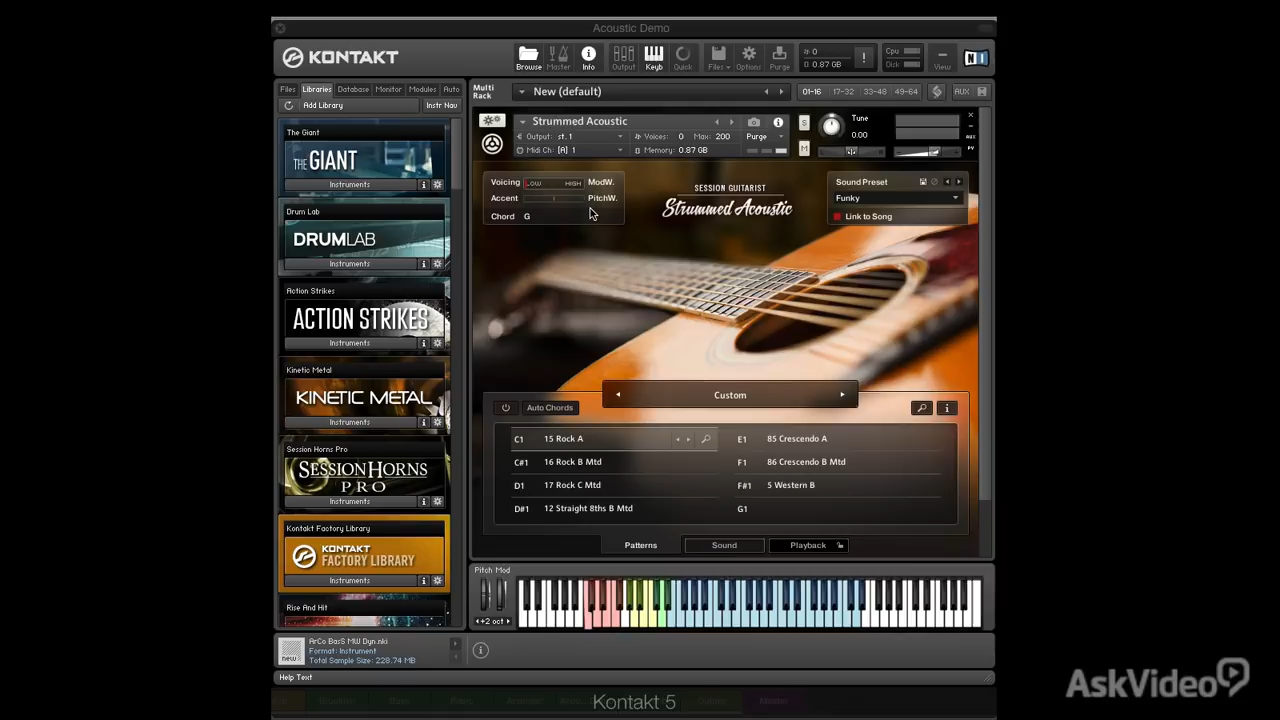 Acoustic Demo
KONTAKT
Browse Master Info Output Keyb Quick Files Options Purge
0
0.87 GB
!
Cpu
Disk
View
NI
Files Libraries Database Monitor Modules Auto
Add Library
Instr Nav
Multi Rack
New (default)
01-16 17-32 33-48 49-64
AUX
The Giant
THE GIANT
Instruments
Drum Lab
DRUMLAB
Instruments
Action Strikes
ACTION STRIKES
Instruments
Kinetic Metal
KINETIC METAL
Instruments
Session Horns Pro
SESSION HORNS PRO
Instruments
Kontakt Factory Library
KONTAKT FACTORY LIBRARY
Instruments
Rise And Hit
Strummed Acoustic
Output: st.1
Voices: 0 Max: 200
Purge
Midi Ch: [A] 1
Memory: 0.87 GB
S
M
Tune
0.00
AUX
PV
Voicing LOW HIGH ModW.
Accent PitchW.
Chord G
SESSION GUITARIST
Strummed Acoustic
Sound Preset
Funky
Link to Song
Custom
Auto Chords
C1 15 Rock A
E1 85 Crescendo A
C#1 16 Rock B Mtd
F1 86 Crescendo B Mtd
D1 17 Rock C Mtd
F#1 5 Western B
D#1 12 Straight 8ths B Mtd
G1
Patterns
Sound
Playback
Pitch Mod
+2 oct
new
ArCo BasS MW Dyn.nki
Format: Instrument
Total Sample Size: 228.74 MB
Help Text
Kontakt 5
AskVideo